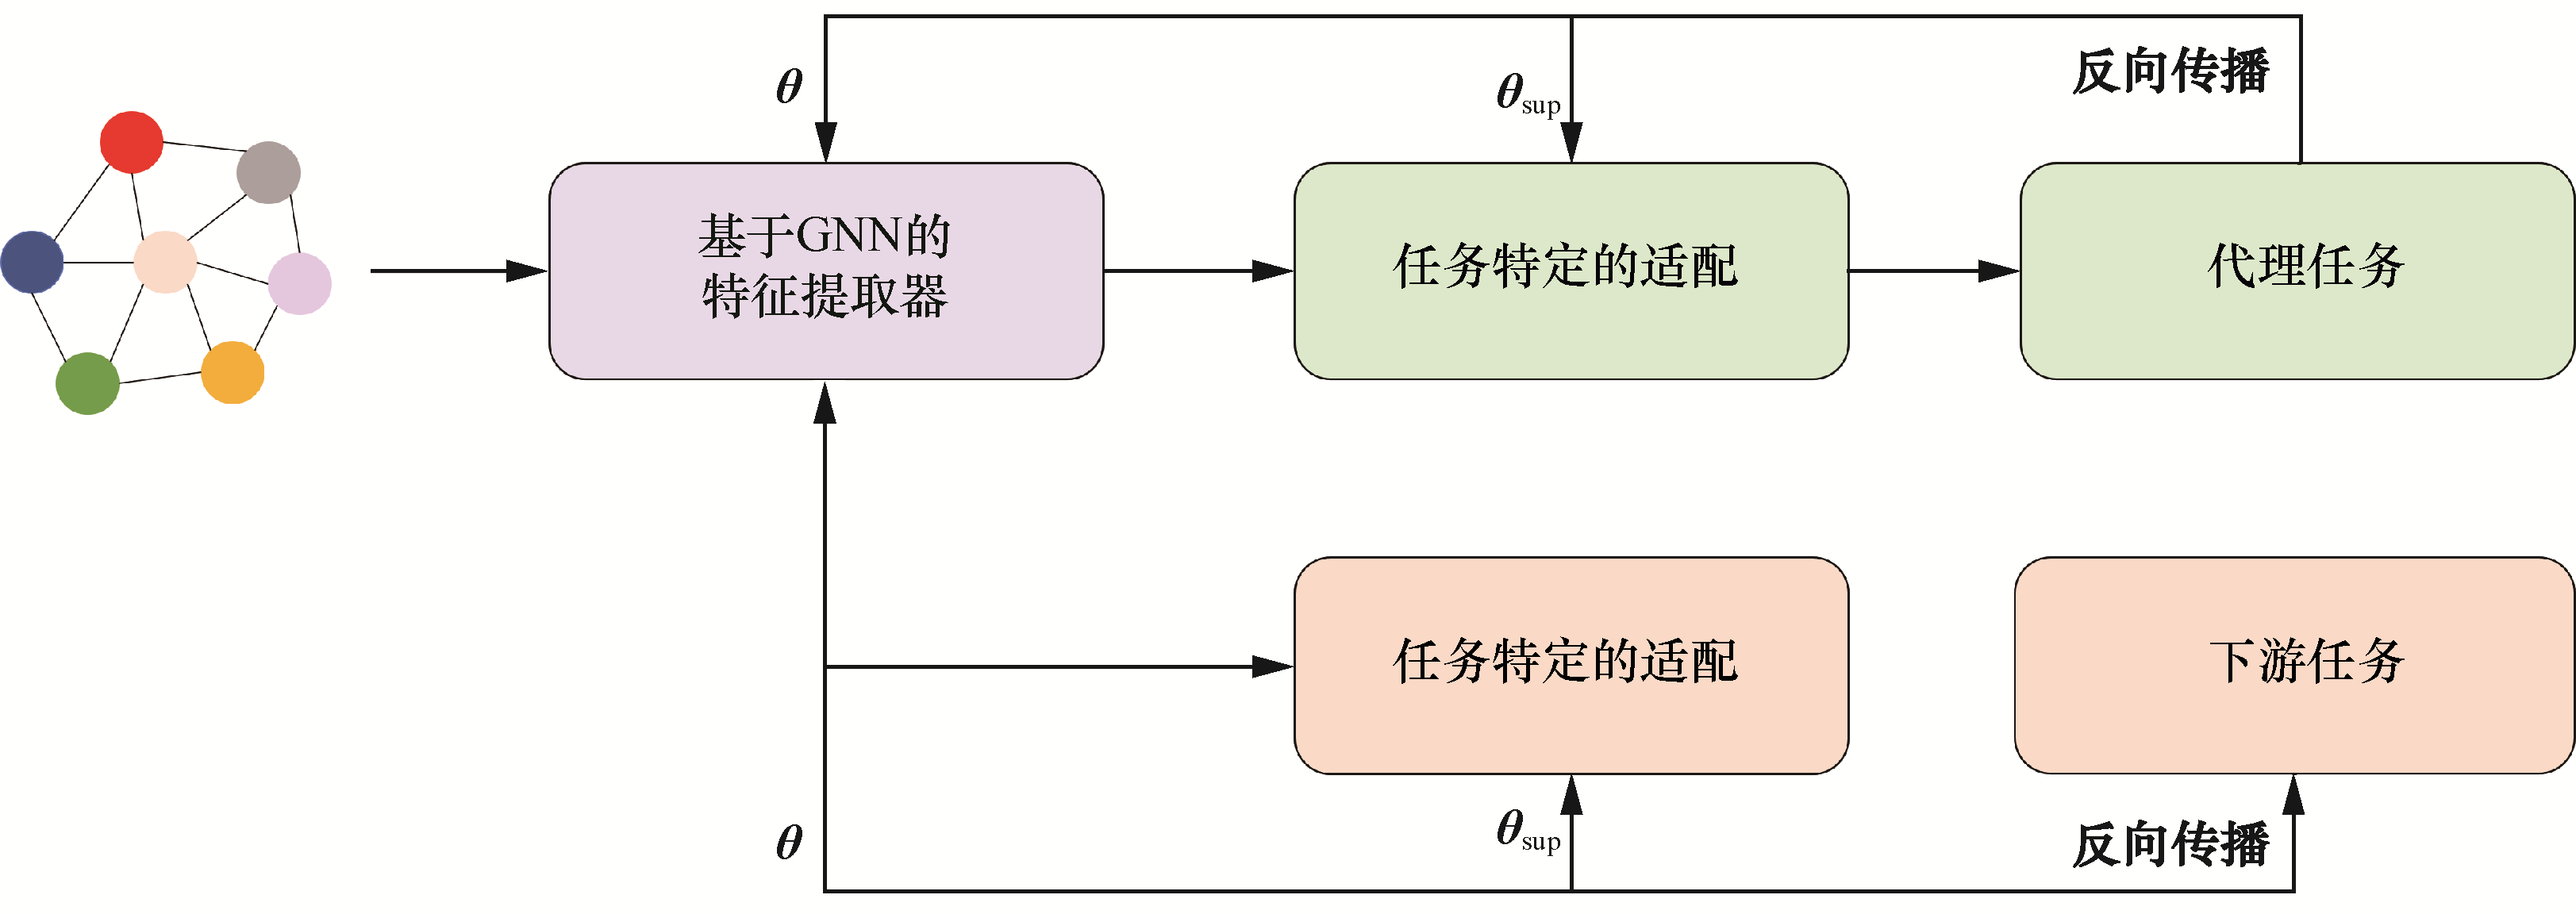 θ
θsup
反向传播
基于GNN的
特征提取器
任务特定的适配
代理任务
任务特定的适配
下游任务
θ
θsup
反向传播